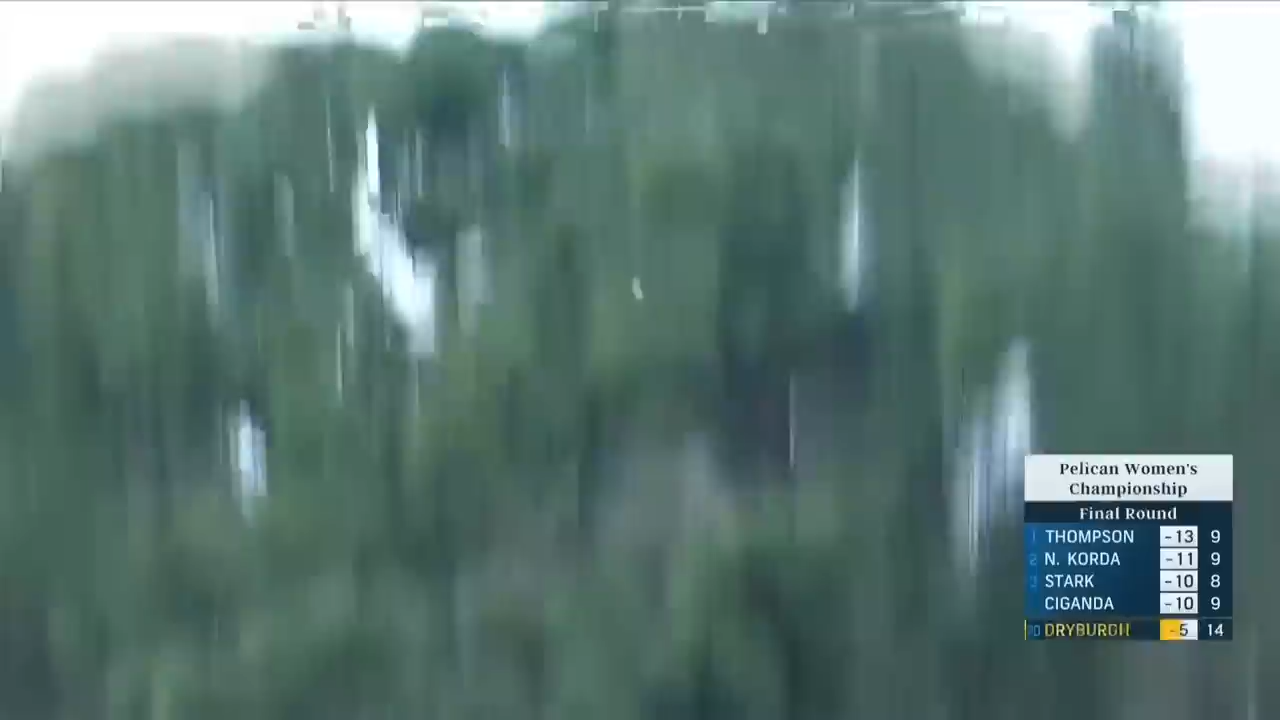 Pelican Women's
Championship
Final Round
1 THOMPSON -13 9
2 N. KORDA -11 9
3 STARK -10 8
CIGANDA -10 9
DRYBURGH -5 14